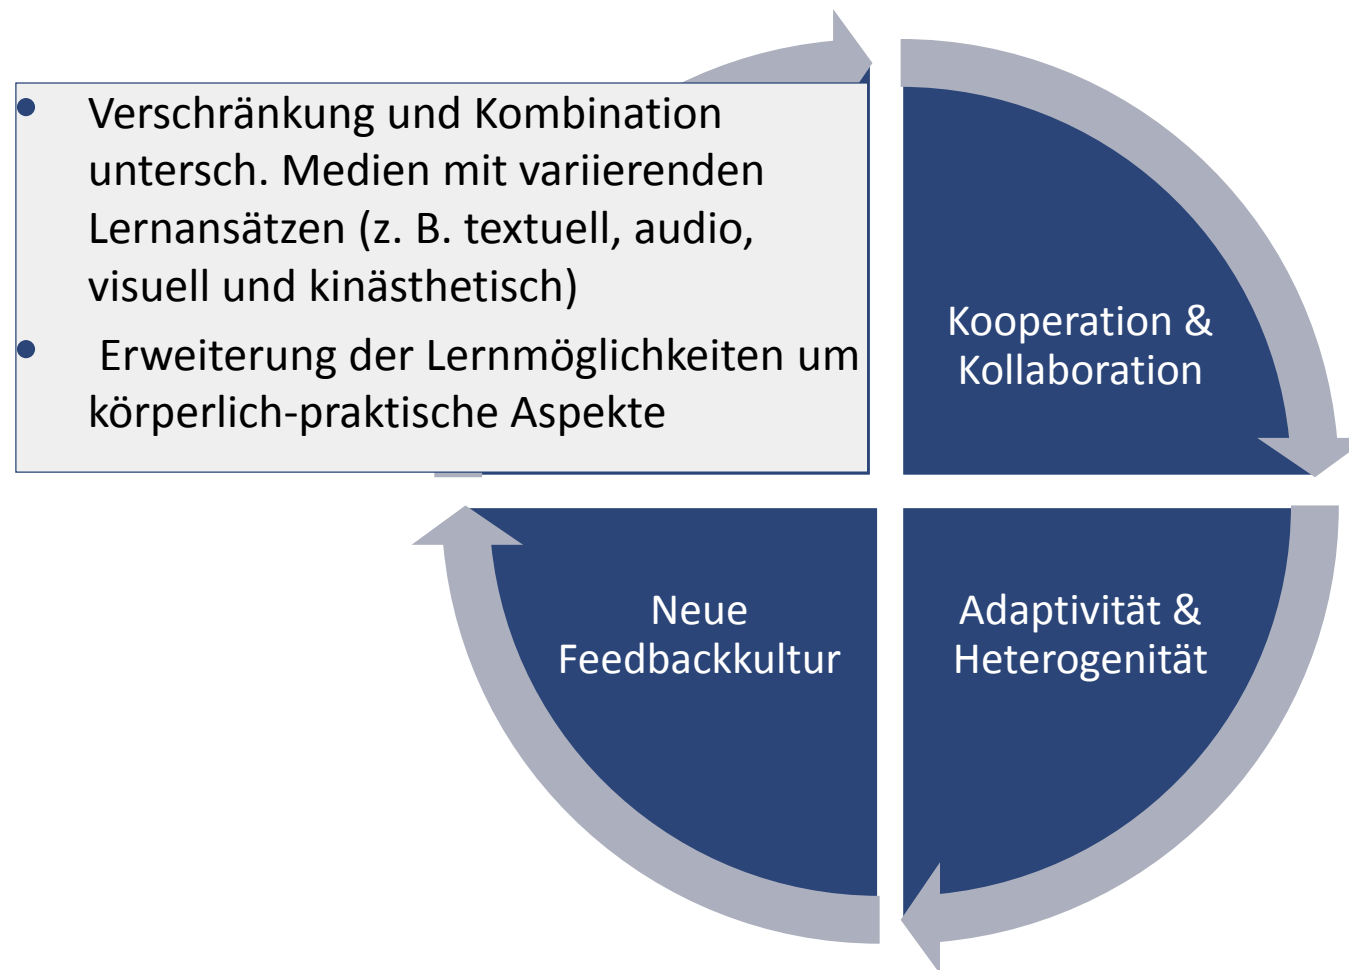 • Verschränkung und Kombination
untersch. Medien mit variierenden
Lernansätzen (z. B. textuell, audio,
visuell und kinästhetisch)
• Erweiterung der Lernmöglichkeiten um
körperlich-praktische Aspekte
Kooperation &
Kollaboration
Neue
Feedbackkultur
Adaptivität &
Heterogenität